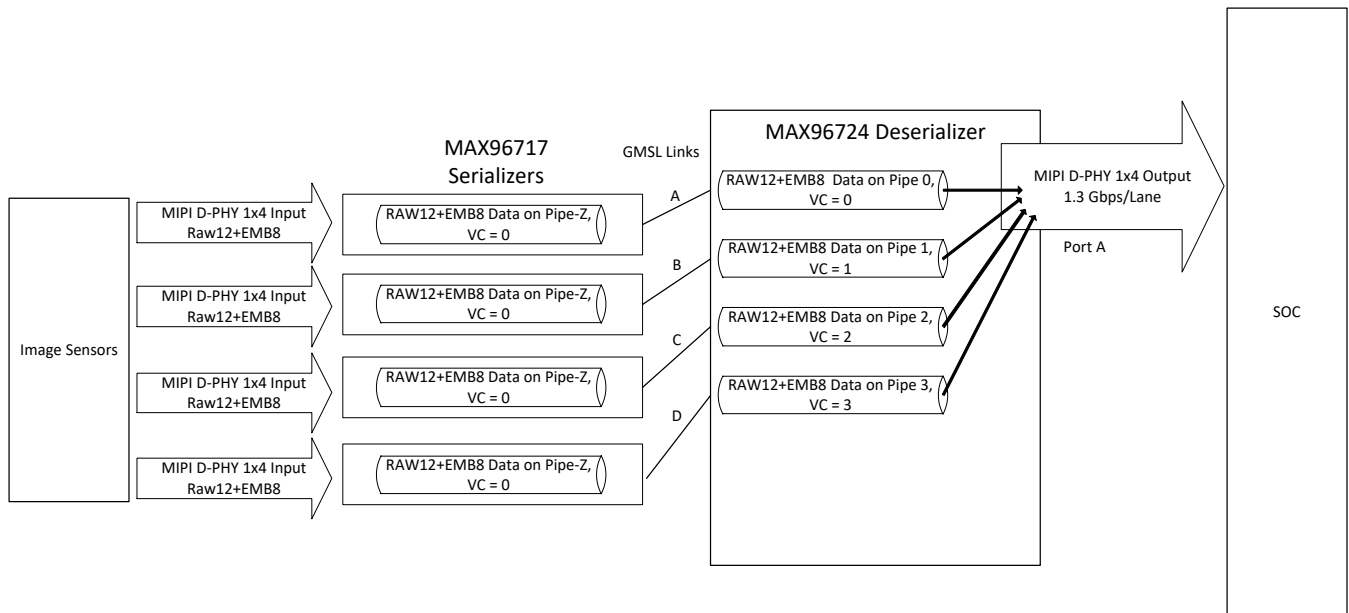 Image Sensors
MIPI D-PHY 1x4 Input
Raw12+EMB8
MIPI D-PHY 1x4 Input
Raw12+EMB8
MIPI D-PHY 1x4 Input
Raw12+EMB8
MIPI D-PHY 1x4 Input
Raw12+EMB8
MAX96717
Serializers
RAW12+EMB8 Data on Pipe-Z,
VC = 0
RAW12+EMB8 Data on Pipe-Z,
VC = 0
RAW12+EMB8 Data on Pipe-Z,
VC = 0
RAW12+EMB8 Data on Pipe-Z,
VC = 0
GMSL Links
A
B
C
D
MAX96724 Deserializer
RAW12+EMB8 Data on Pipe 0,
VC = 0
RAW12+EMB8 Data on Pipe 1,
VC = 1
RAW12+EMB8 Data on Pipe 2,
VC = 2
RAW12+EMB8 Data on Pipe 3,
VC = 3
MIPI D-PHY 1x4 Output
1.3 Gbps/Lane
Port A
SOC